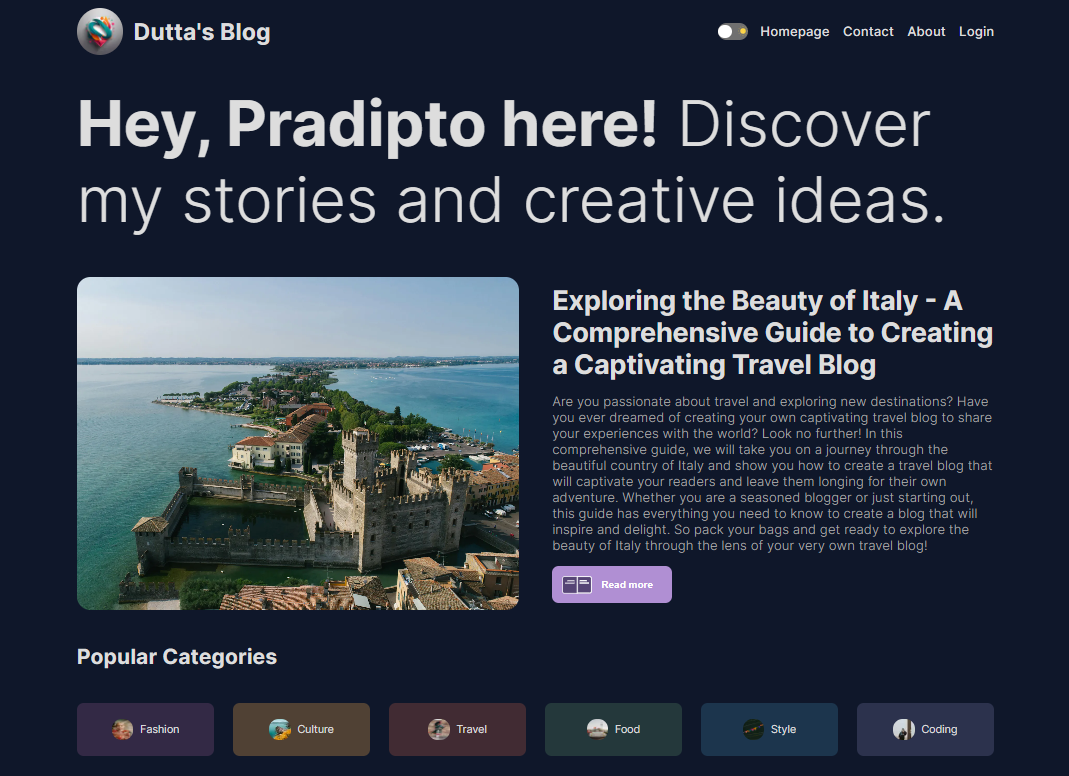 Dutta's Blog
Homepage Contact About Login
Hey, Pradipto here! Discover
my stories and creative ideas.
Exploring the Beauty of Italy - A
Comprehensive Guide to Creating
a Captivating Travel Blog
Are you passionate about travel and exploring new destinations? Have
you ever dreamed of creating your own captivating travel blog to share
your experiences with the world? Look no further! In this
comprehensive guide, we will take you on a journey through the
beautiful country of Italy and show you how to create a travel blog that
will captivate your readers and leave them longing for their own
adventure. Whether you are a seasoned blogger or just starting out,
this guide has everything you need to know to create a blog that will
inspire and delight. So pack your bags and get ready to explore the
beauty of Italy through the lens of your very own travel blog!
Read more
Popular Categories
Fashion Culture Travel Food Style Coding